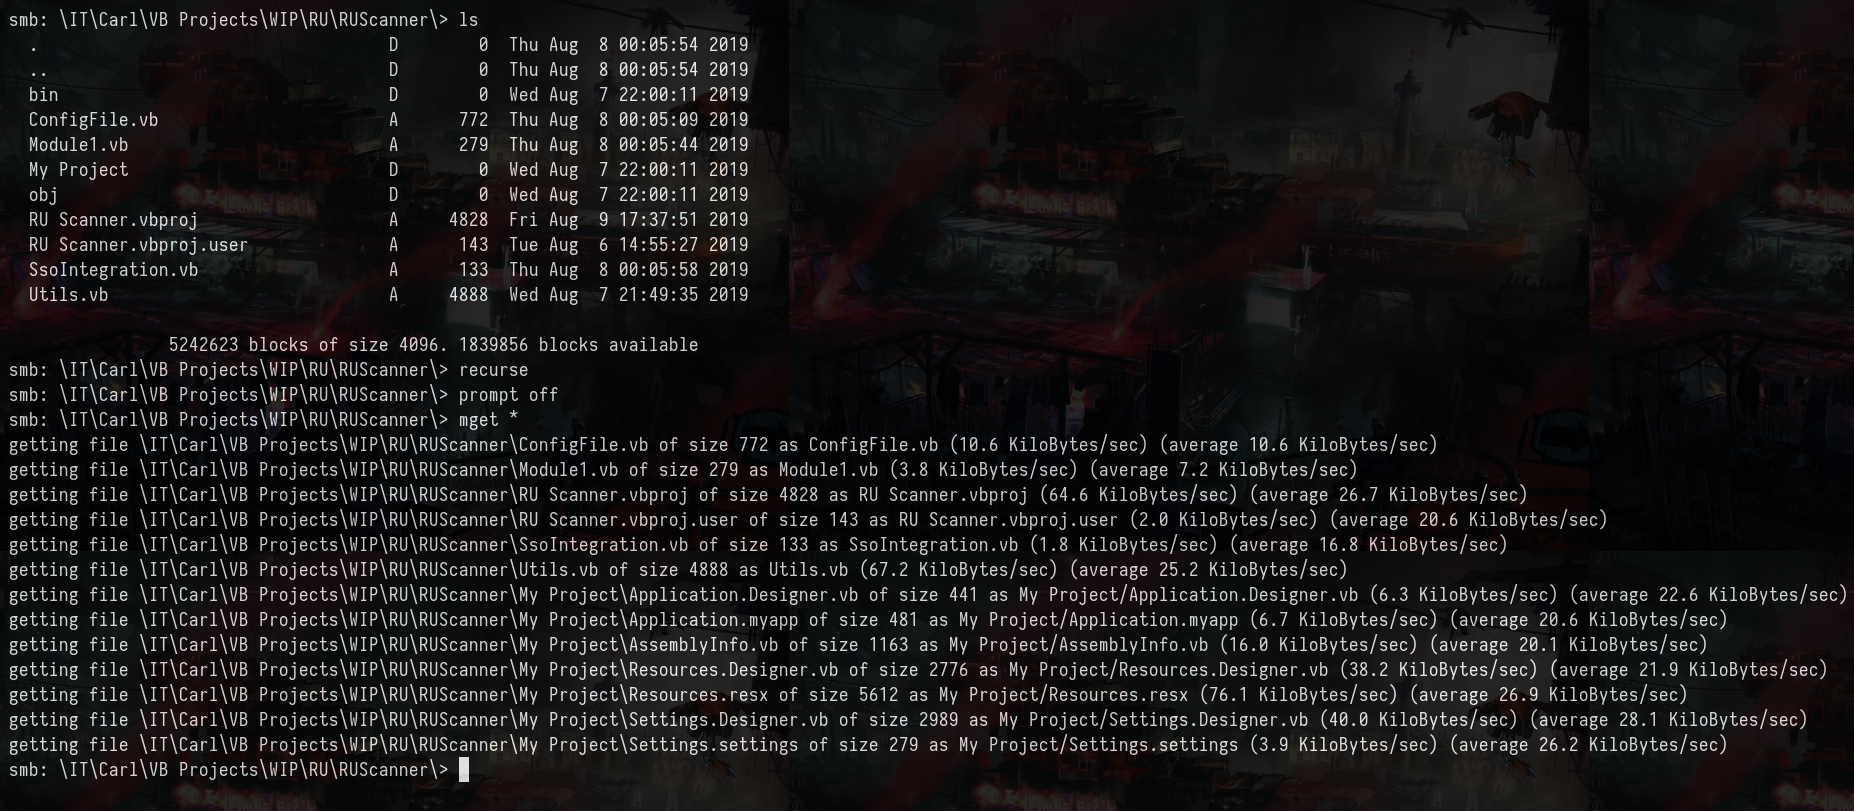 smb: \IT\Carl\VB Projects\WIP\RU\RUScanner\> ls
. D 0 Thu Aug 8 00:05:54 2019
.. D 0 Thu Aug 8 00:05:54 2019
bin D 0 Wed Aug 7 22:00:11 2019
ConfigFile.vb A 772 Thu Aug 8 00:05:09 2019
Module1.vb A 279 Thu Aug 8 00:05:44 2019
My Project D 0 Wed Aug 7 22:00:11 2019
obj D 0 Wed Aug 7 22:00:11 2019
RU Scanner.vbproj A 4828 Fri Aug 9 17:37:51 2019
RU Scanner.vbproj.user A 143 Tue Aug 6 14:55:27 2019
SsoIntegration.vb A 133 Thu Aug 8 00:05:58 2019
Utils.vb A 4888 Wed Aug 7 21:49:35 2019
5242623 blocks of size 4096. 1839856 blocks available
smb: \IT\Carl\VB Projects\WIP\RU\RUScanner\> recurse
smb: \IT\Carl\VB Projects\WIP\RU\RUScanner\> prompt off
smb: \IT\Carl\VB Projects\WIP\RU\RUScanner\> mget *
getting file \IT\Carl\VB Projects\WIP\RU\RUScanner\ConfigFile.vb of size 772 as ConfigFile.vb (10.6 KiloBytes/sec) (average 10.6 KiloBytes/sec)
getting file \IT\Carl\VB Projects\WIP\RU\RUScanner\Module1.vb of size 279 as Module1.vb (3.8 KiloBytes/sec) (average 7.2 KiloBytes/sec)
getting file \IT\Carl\VB Projects\WIP\RU\RUScanner\RU Scanner.vbproj of size 4828 as RU Scanner.vbproj (64.6 KiloBytes/sec) (average 26.7 KiloBytes/sec)
getting file \IT\Carl\VB Projects\WIP\RU\RUScanner\RU Scanner.vbproj.user of size 143 as RU Scanner.vbproj.user (2.0 KiloBytes/sec) (average 20.6 KiloBytes/sec)
getting file \IT\Carl\VB Projects\WIP\RU\RUScanner\SsoIntegration.vb of size 133 as SsoIntegration.vb (1.8 KiloBytes/sec) (average 16.8 KiloBytes/sec)
getting file \IT\Carl\VB Projects\WIP\RU\RUScanner\Utils.vb of size 4888 as Utils.vb (67.2 KiloBytes/sec) (average 25.2 KiloBytes/sec)
getting file \IT\Carl\VB Projects\WIP\RU\RUScanner\My Project\Application.Designer.vb of size 441 as My Project/Application.Designer.vb (6.3 KiloBytes/sec) (average 22.6 KiloBytes/sec)
getting file \IT\Carl\VB Projects\WIP\RU\RUScanner\My Project\Application.myapp of size 481 as My Project/Application.myapp (6.7 KiloBytes/sec) (average 20.6 KiloBytes/sec)
getting file \IT\Carl\VB Projects\WIP\RU\RUScanner\My Project\AssemblyInfo.vb of size 1163 as My Project/AssemblyInfo.vb (16.0 KiloBytes/sec) (average 20.1 KiloBytes/sec)
getting file \IT\Carl\VB Projects\WIP\RU\RUScanner\My Project\Resources.Designer.vb of size 2776 as My Project/Resources.Designer.vb (38.2 KiloBytes/sec) (average 21.9 KiloBytes/sec)
getting file \IT\Carl\VB Projects\WIP\RU\RUScanner\My Project\Resources.resx of size 5612 as My Project/Resources.resx (76.1 KiloBytes/sec) (average 26.9 KiloBytes/sec)
getting file \IT\Carl\VB Projects\WIP\RU\RUScanner\My Project\Settings.Designer.vb of size 2989 as My Project/Settings.Designer.vb (40.0 KiloBytes/sec) (average 28.1 KiloBytes/sec)
getting file \IT\Carl\VB Projects\WIP\RU\RUScanner\My Project\Settings.settings of size 279 as My Project/Settings.settings (3.9 KiloBytes/sec) (average 26.2 KiloBytes/sec)
smb: \IT\Carl\VB Projects\WIP\RU\RUScanner\>